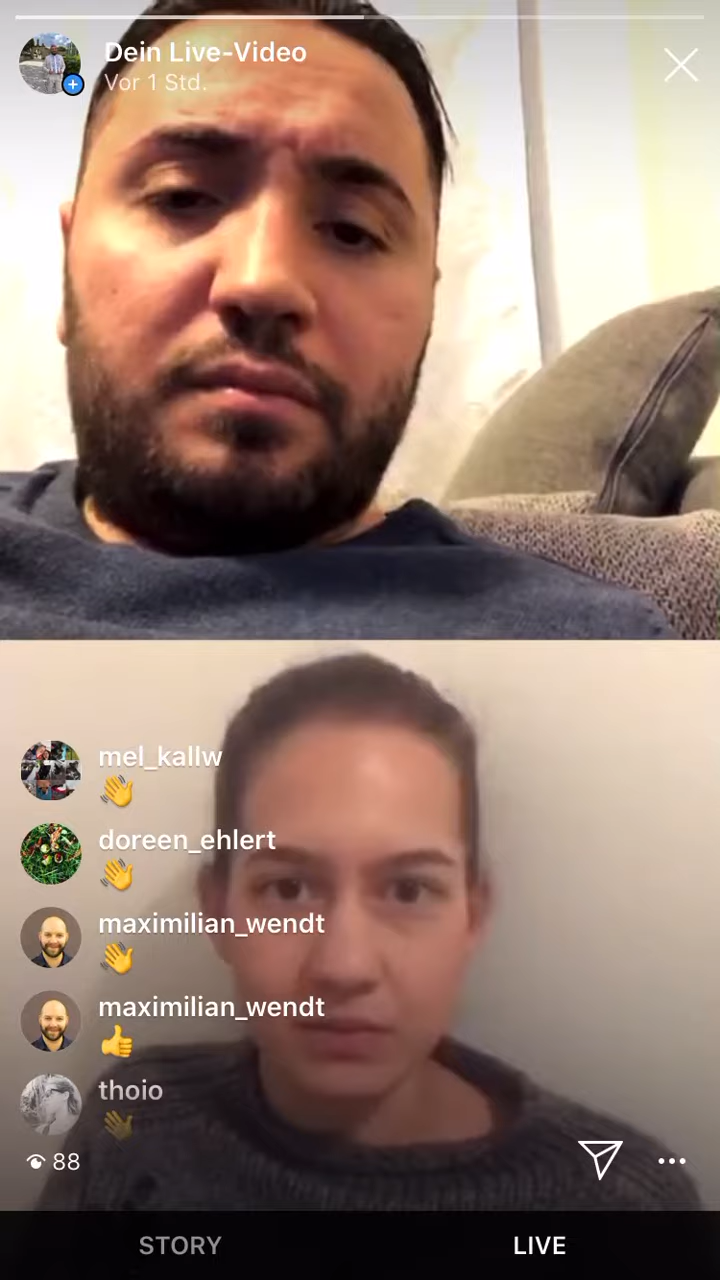 Dein Live-Video
Vor 1 Std.
mel_kallw
👋
doreen_ehlert
👋
maximilian_wendt
👋
maximilian_wendt
👍
thoio
👋
88
STORY
LIVE